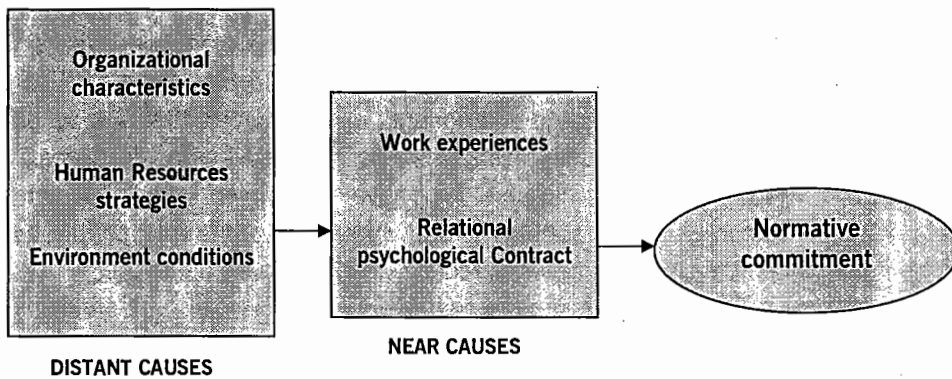 Organizational
characteristics
Human Resources
strategies
Environment conditions
DISTANT CAUSES
Work experiences
Relational
psychological Contract
NEAR CAUSES
Normative
commitment